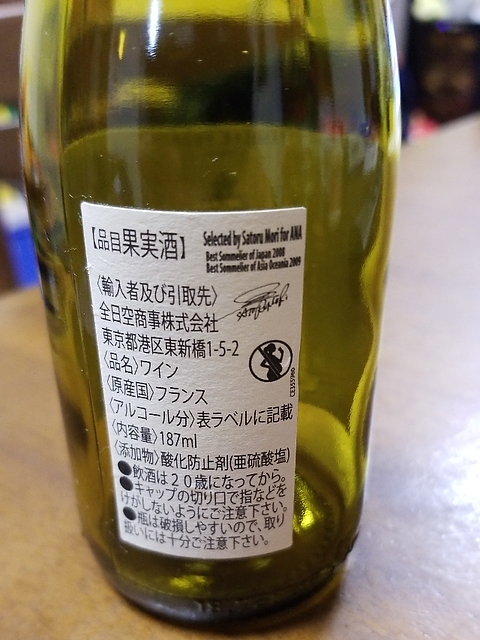 【品目果実酒】
Selected by Satoru Mori for ANA
Best Sommelier of Japan 2008
Best Sommelier of Asia Oceania 2009
〈輸入者及び引取先〉
全日空商事株式会社
東京都港区東新橋1-5-2
〈品名〉ワイン
〈原産国〉フランス
〈アルコール分〉表ラベルに記載
〈内容量〉187ml
〈添加物〉酸化防止剤(亜硫酸塩)
●飲酒は20歳になってから。
●キャップの切り口で指などを
けがしないようにご注意下さい。
●瓶は破損しやすいので、取り
扱いには十分ご注意下さい。